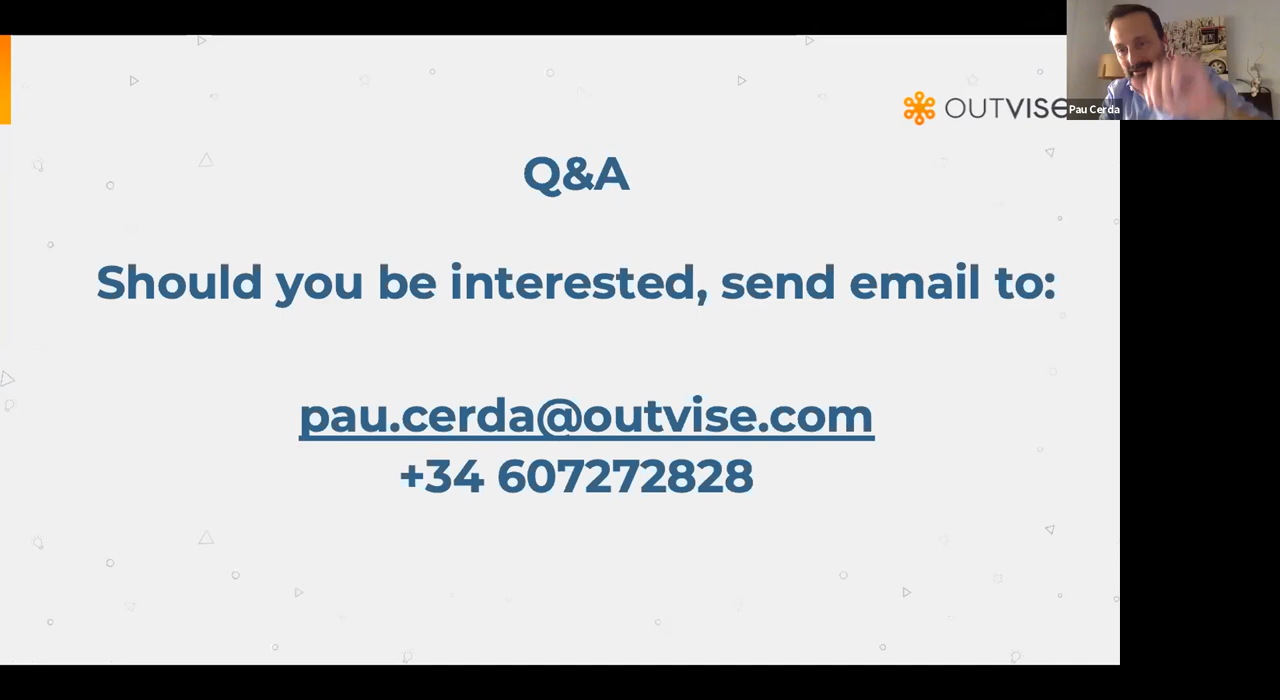 OUTVISE
Pau Cerda
Q&A
Should you be interested, send email to:
pau.cerda@outvise.com
+34 607272828